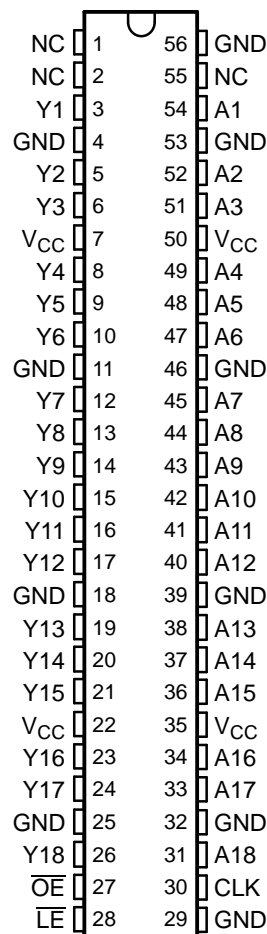 NC 1 56 GND
NC 2 55 NC
Y1 3 54 A1
GND 4 53 GND
Y2 5 52 A2
Y3 6 51 A3
VCC 7 50 VCC
Y4 8 49 A4
Y5 9 48 A5
Y6 10 47 A6
GND 11 46 GND
Y7 12 45 A7
Y8 13 44 A8
Y9 14 43 A9
Y10 15 42 A10
Y11 16 41 A11
Y12 17 40 A12
GND 18 39 GND
Y13 19 38 A13
Y14 20 37 A14
Y15 21 36 A15
VCC 22 35 VCC
Y16 23 34 A16
Y17 24 33 A17
GND 25 32 GND
Y18 26 31 A18
O̅E̅ 27 30 CLK
L̅E̅ 28 29 GND